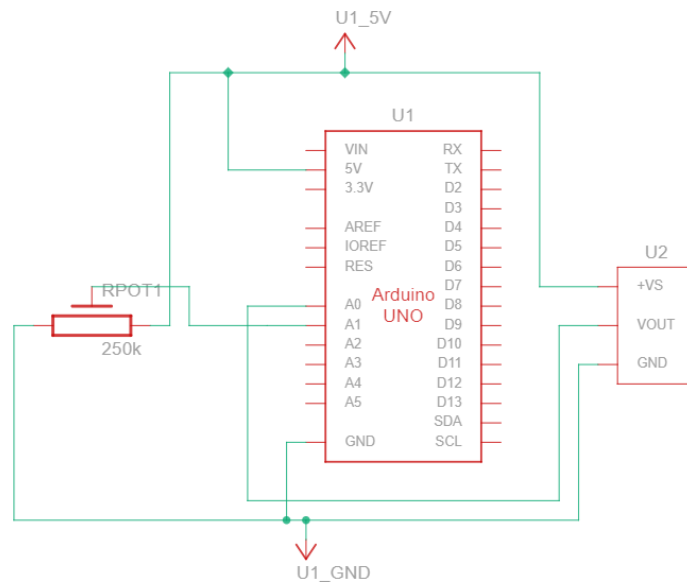 U1_5V
U1
VIN
5V
3.3V
AREF
IOREF
RES
A0
A1
A2
A3
A4
A5
GND
Arduino
UNO
RX
TX
D2
D3
D4
D5
D6
D7
D8
D9
D10
D11
D12
D13
SDA
SCL
RPOT1
250k
U2
+VS
VOUT
GND
U1_GND